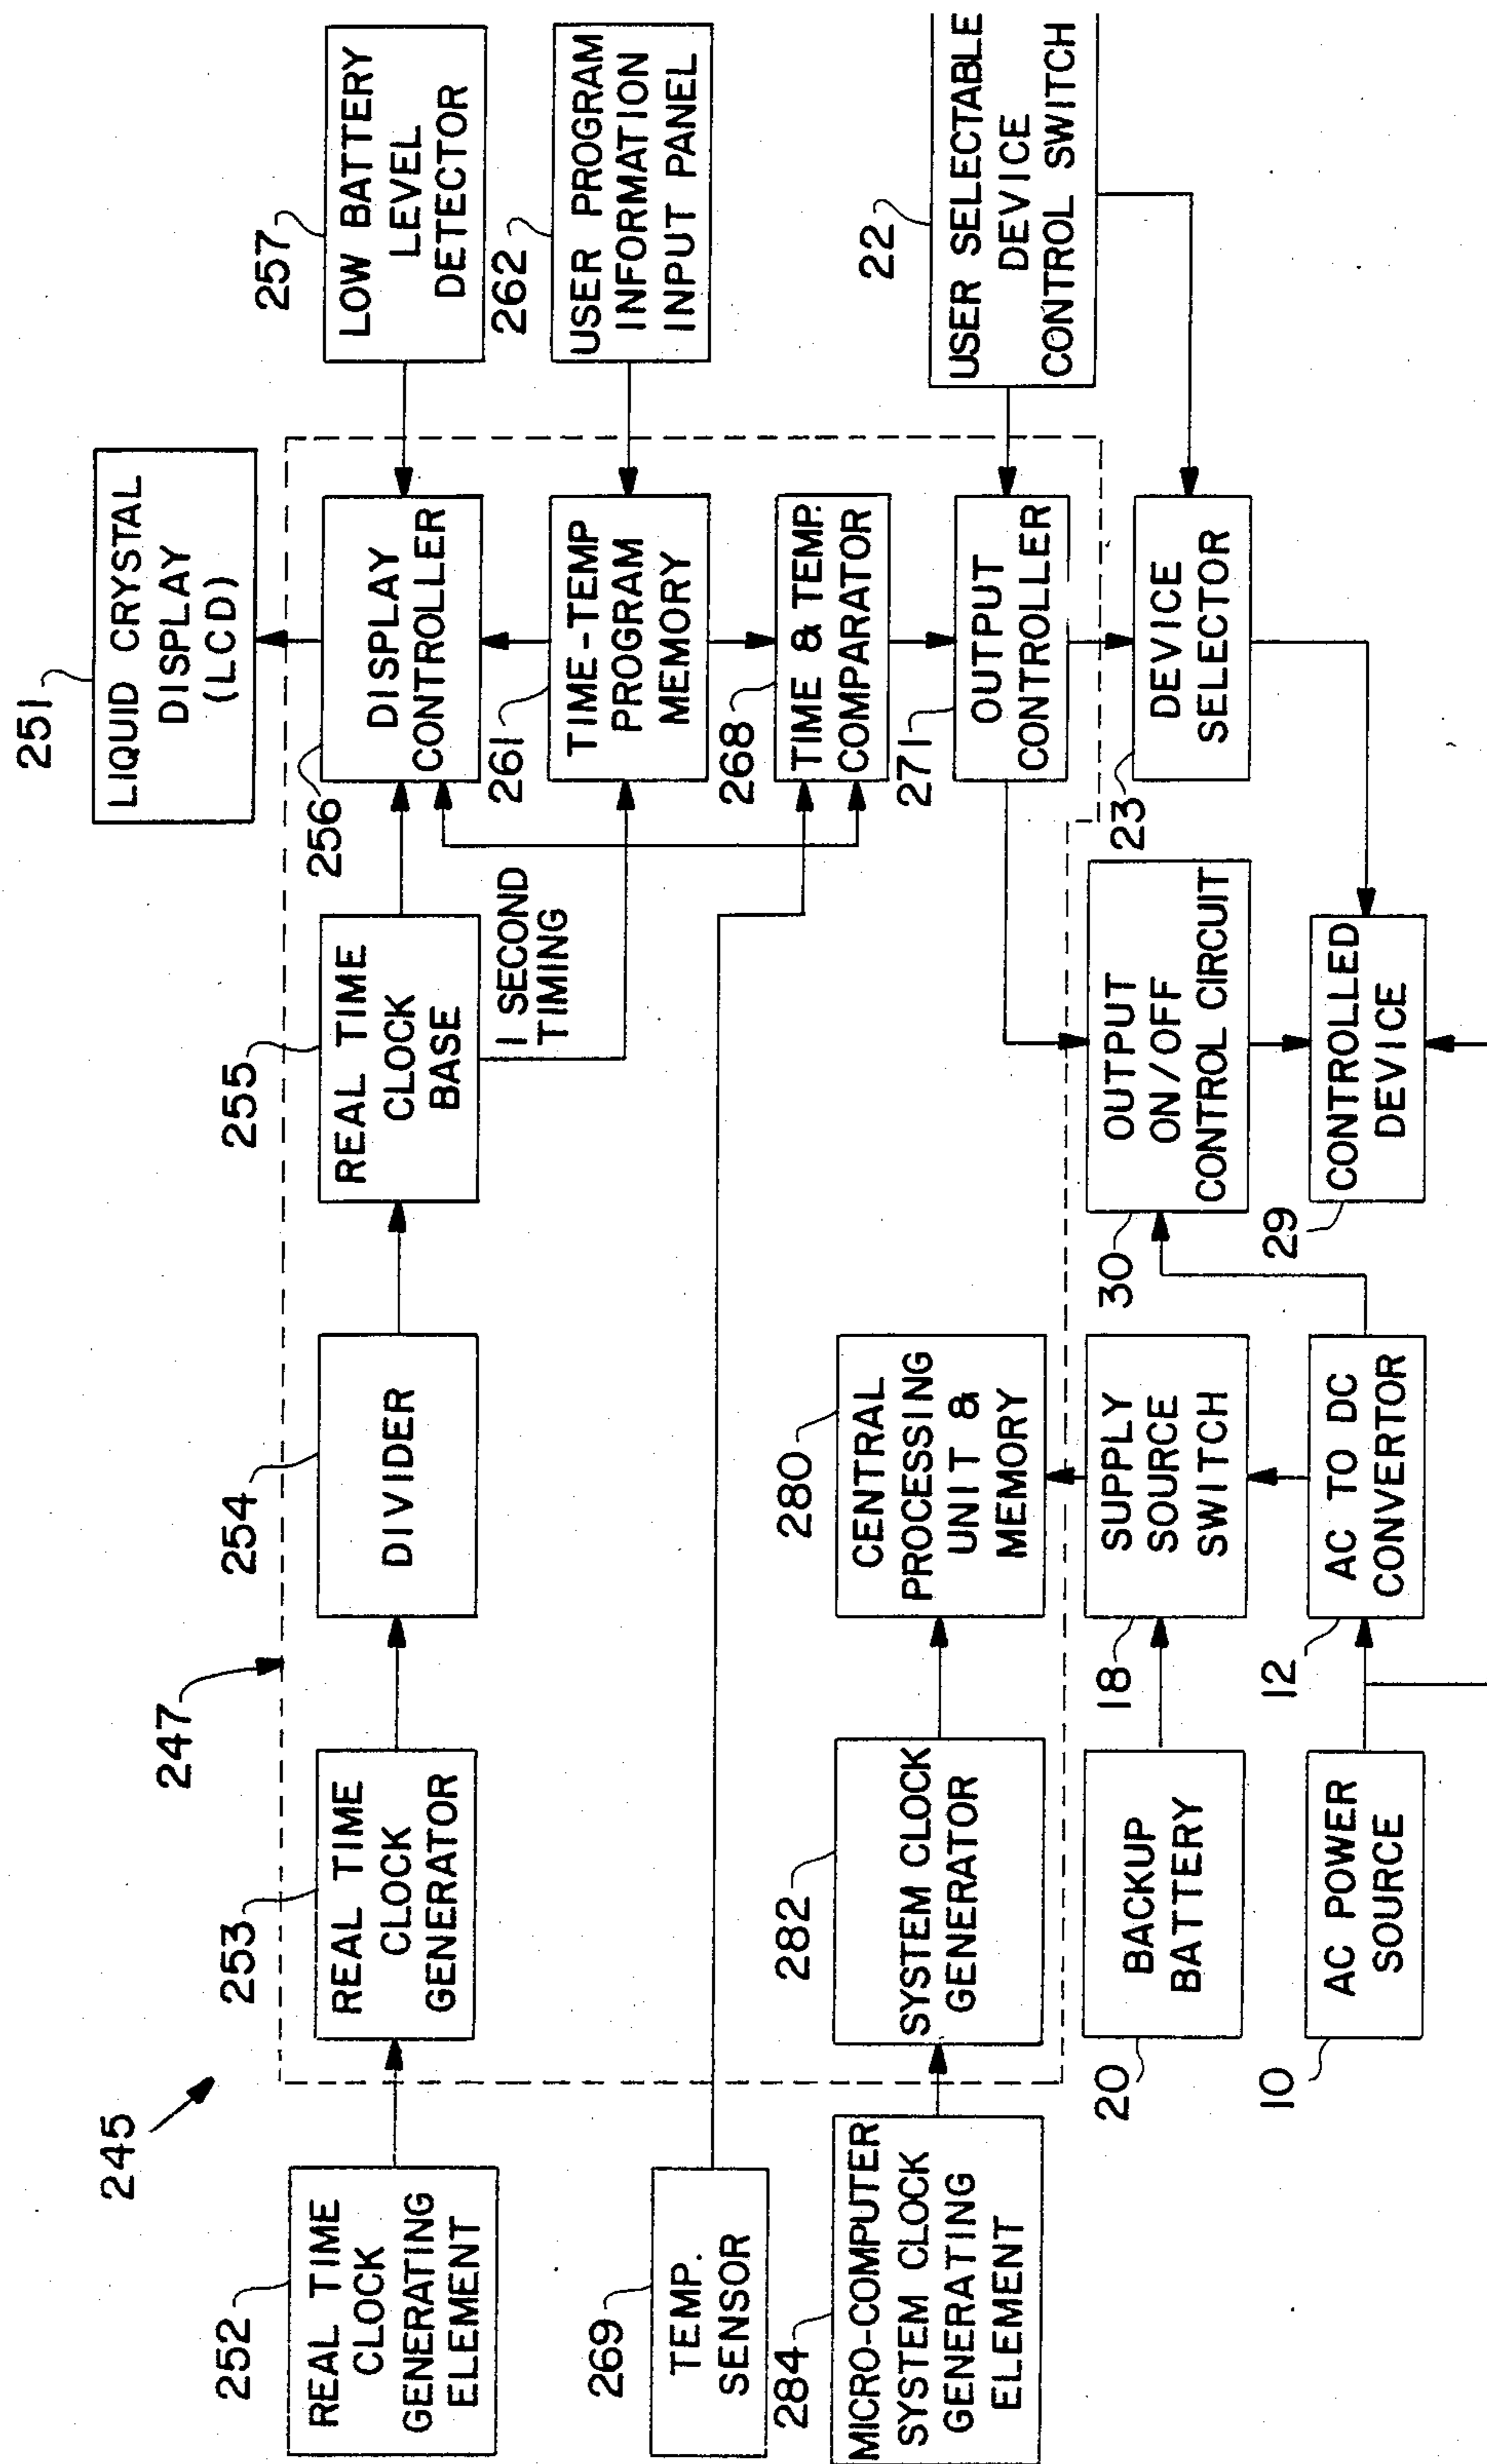 245
247
251
LIQUID CRYSTAL
DISPLAY
(LCD)
252
REAL TIME
CLOCK
GENERATING
ELEMENT
253
REAL TIME
CLOCK
GENERATOR
254
DIVIDER
255
REAL TIME
CLOCK
BASE
1 SECOND
TIMING
256
DISPLAY
CONTROLLER
257
LOW BATTERY
LEVEL
DETECTOR
261
TIME-TEMP
PROGRAM
MEMORY
262
USER PROGRAM
INFORMATION
INPUT PANEL
269
TEMP.
SENSOR
268
TIME & TEMP.
COMPARATOR
284
MICRO-COMPUTER
SYSTEM CLOCK
GENERATING
ELEMENT
282
SYSTEM CLOCK
GENERATOR
280
CENTRAL
PROCESSING
UNIT &
MEMORY
271
OUTPUT
CONTROLLER
22
USER SELECTABLE
DEVICE
CONTROL SWITCH
20
BACKUP
BATTERY
18
SUPPLY
SOURCE
SWITCH
30
OUTPUT
ON/OFF
CONTROL CIRCUIT
23
DEVICE
SELECTOR
10
AC POWER
SOURCE
12
AC TO DC
CONVERTOR
29
CONTROLLED
DEVICE